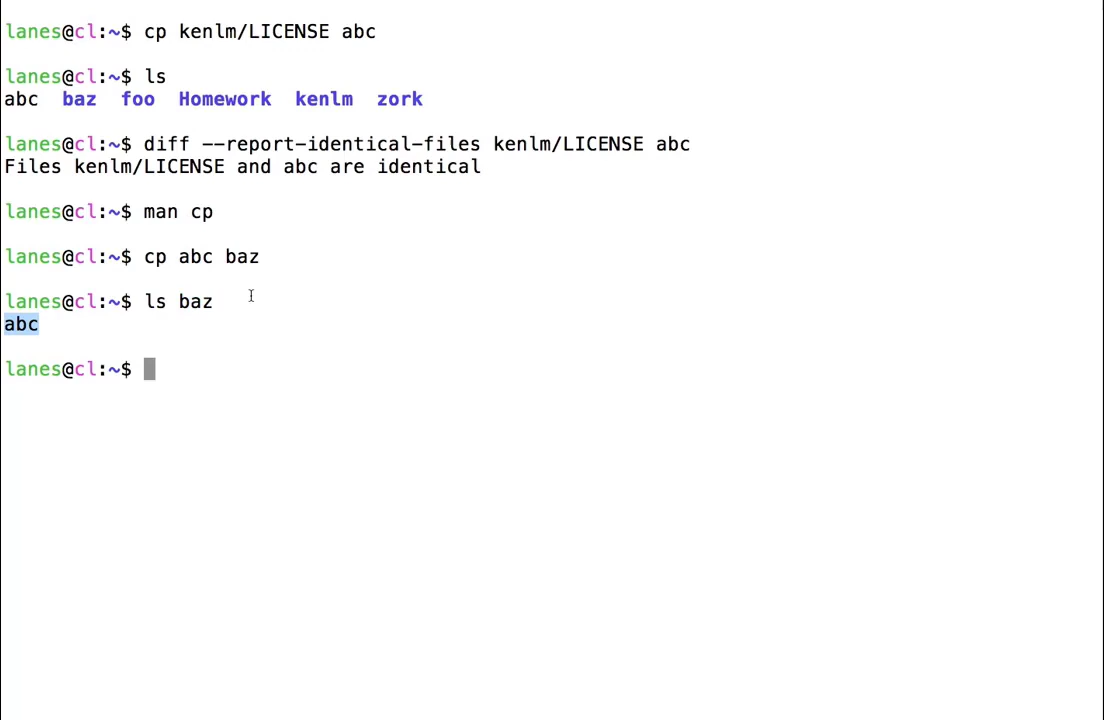 lanes@cl:~$ cp kenlm/LICENSE abc
lanes@cl:~$ ls
abc  baz  foo  Homework  kenlm  zork
lanes@cl:~$ diff --report-identical-files kenlm/LICENSE abc
Files kenlm/LICENSE and abc are identical
lanes@cl:~$ man cp
lanes@cl:~$ cp abc baz
lanes@cl:~$ ls baz
abc
lanes@cl:~$